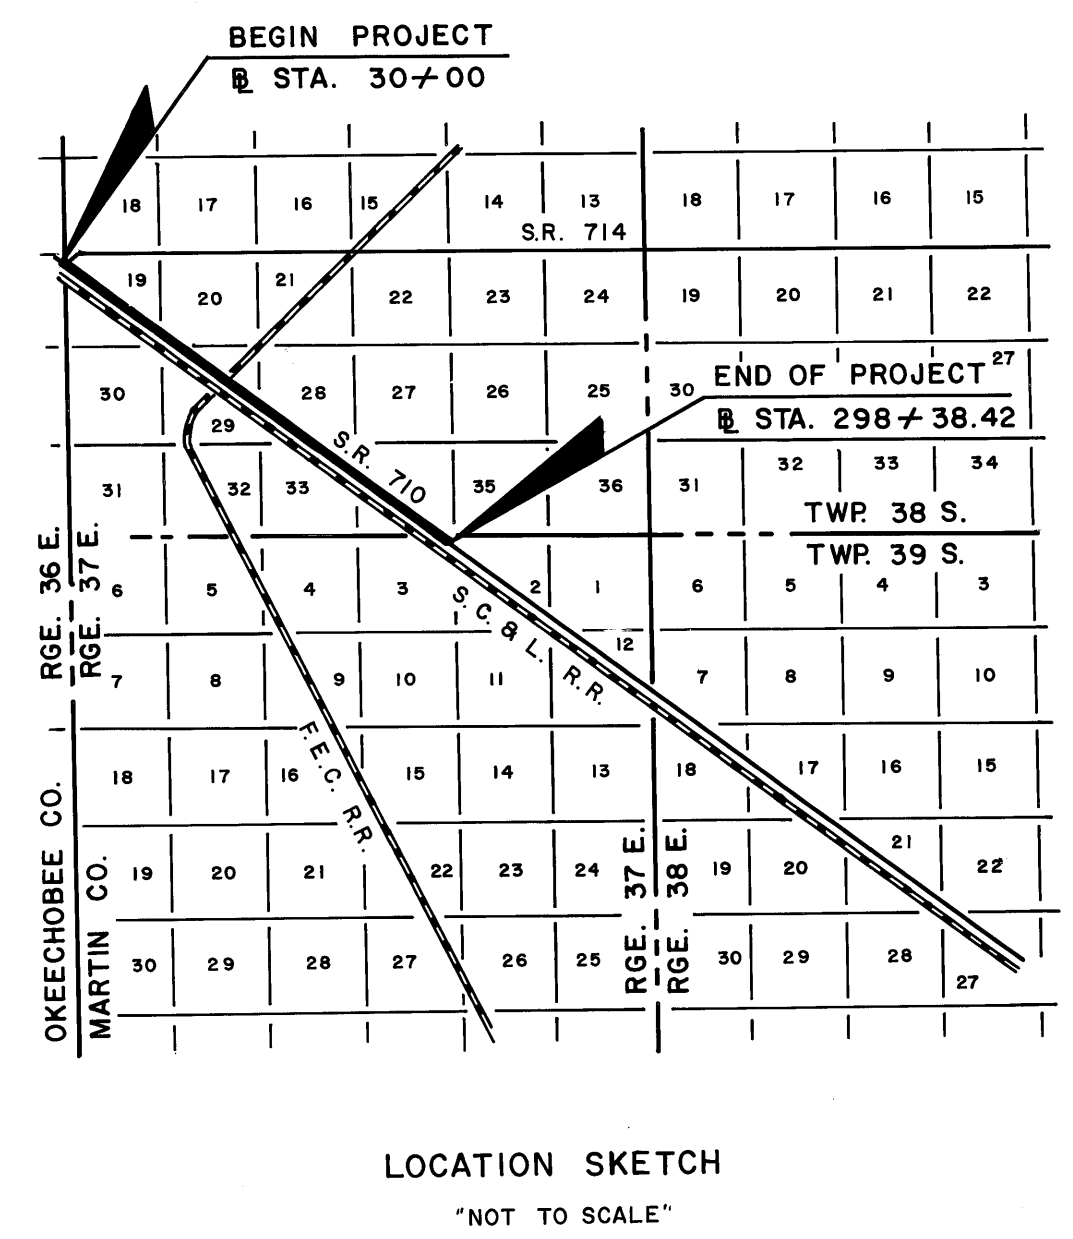 BEGIN PROJECT
BL STA. 30+00
18 17 16 15 14 13 18 17 16 15
S.R. 714
19 20 21 22 23 24 19 20 21 22
30 29 28 27 26 25 30 27
END OF PROJECT
BL STA. 298+38.42
S.R. 710
31 32 33 35 36 31 32 33 34
TWP. 38 S.
TWP. 39 S.
RGE. 36 E.
RGE. 37 E.
6 5 4 3 2 1 6 5 4 3
S.C. & L. R.R.
7 8 9 10 11 12 7 8 9 10
F.E.C. R.R.
18 17 16 15 14 13 18 17 16 15
OKEECHOBEE CO.
MARTIN CO.
19 20 21 22 23 24 19 20 21 22
RGE. 37 E.
RGE. 38 E.
30 29 28 27 26 25 30 29 28 27
LOCATION SKETCH
"NOT TO SCALE"